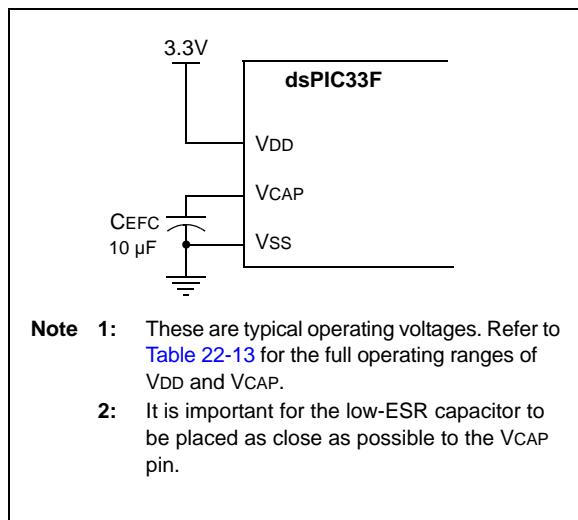 3.3V
dsPIC33F
VDD
VCAP
CEFC
10 µF
VSS
Note 1: These are typical operating voltages. Refer to
Table 22-13 for the full operating ranges of
VDD and VCAP.
2: It is important for the low-ESR capacitor to
be placed as close as possible to the VCAP
pin.